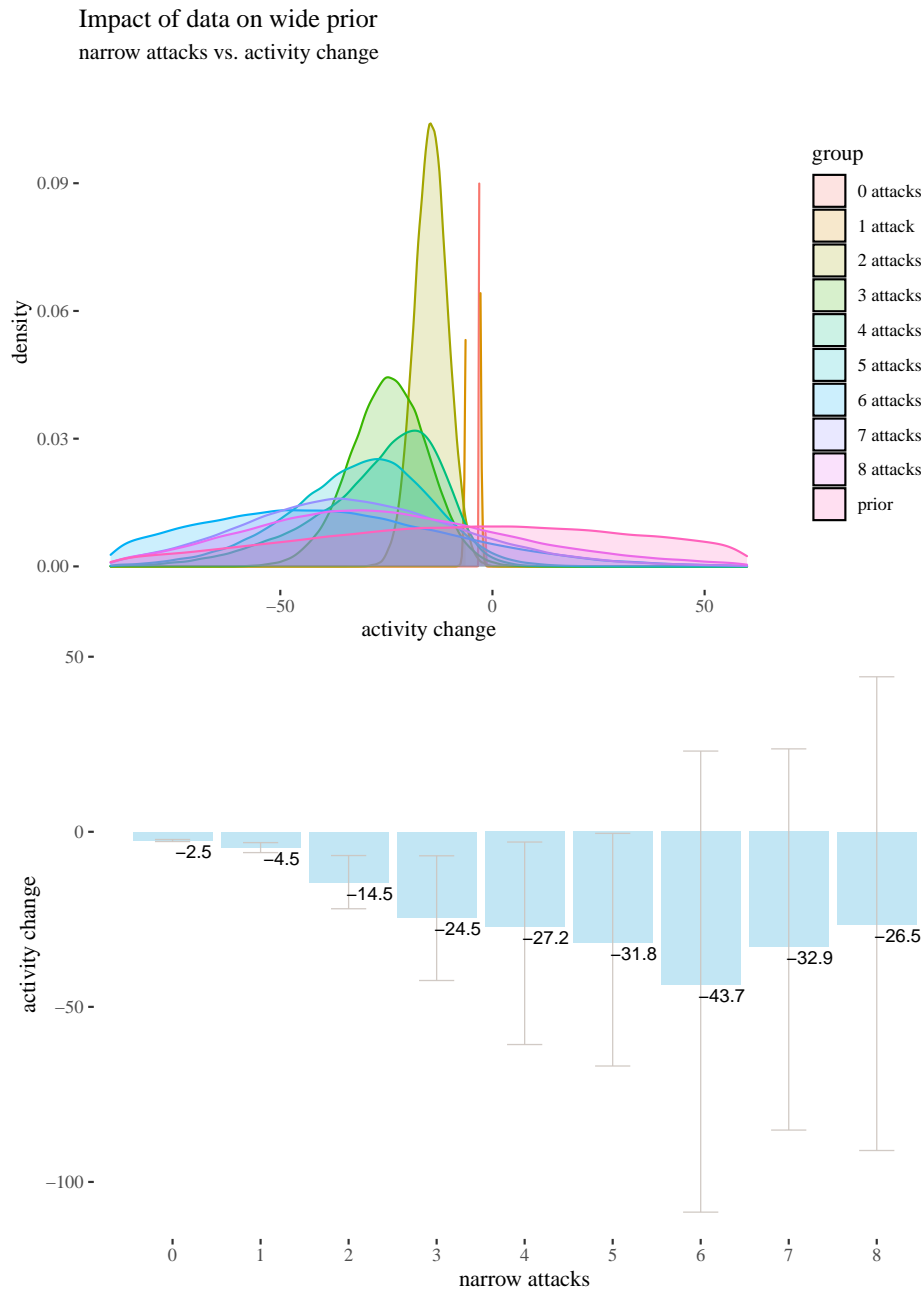 Impact of data on wide prior
narrow attacks vs. activity change
group
0 attacks
1 attack
2 attacks
3 attacks
4 attacks
5 attacks
6 attacks
7 attacks
8 attacks
prior
density
0.09
0.06
0.03
0.00
−50 0 50
activity change
activity change
50
0
−50
−100
−2.5
−4.5
−14.5
−24.5
−27.2
−31.8
−43.7
−32.9
−26.5
0 1 2 3 4 5 6 7 8
narrow attacks